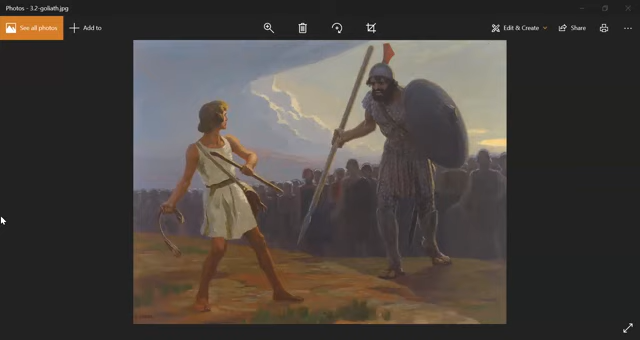 Photos - 3.2-goliath.jpg
See all photos
Add to
Edit & Create
Share